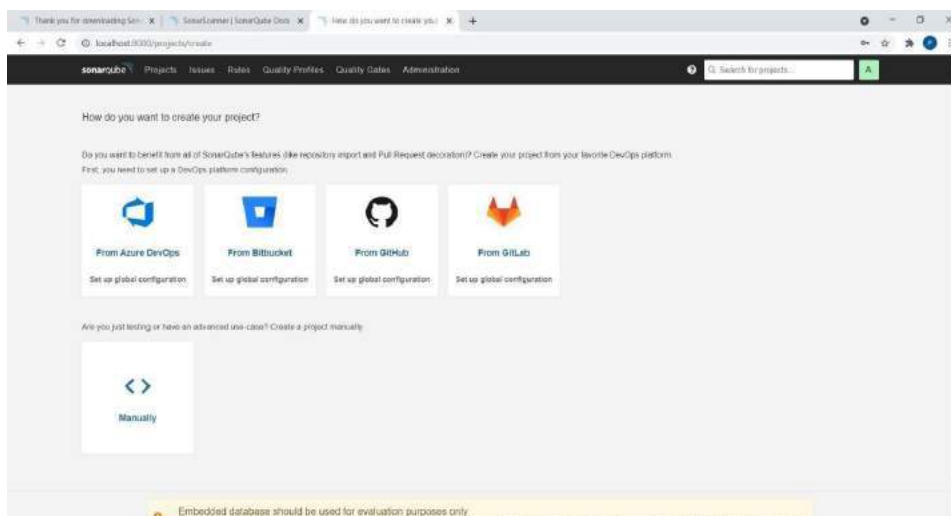 Thank you for downloading Son
SonarScanner | SonarQube Docs
How do you want to create you
localhost:9000/projects/create
sonarqube
Projects Issues Rules Quality Profiles Quality Gates Administration
Search for projects...
A
How do you want to create your project?
Do you want to benefit from all of SonarQube's features (like repository import and Pull Request decoration)? Create your project from your favorite DevOps platform.
First, you need to set up a DevOps platform configuration.
From Azure DevOps
From Bitbucket
From GitHub
From GitLab
Set up global configuration
Set up global configuration
Set up global configuration
Set up global configuration
Are you just testing or have an advanced use-case? Create a project manually.
Manually
Embedded database should be used for evaluation purposes only